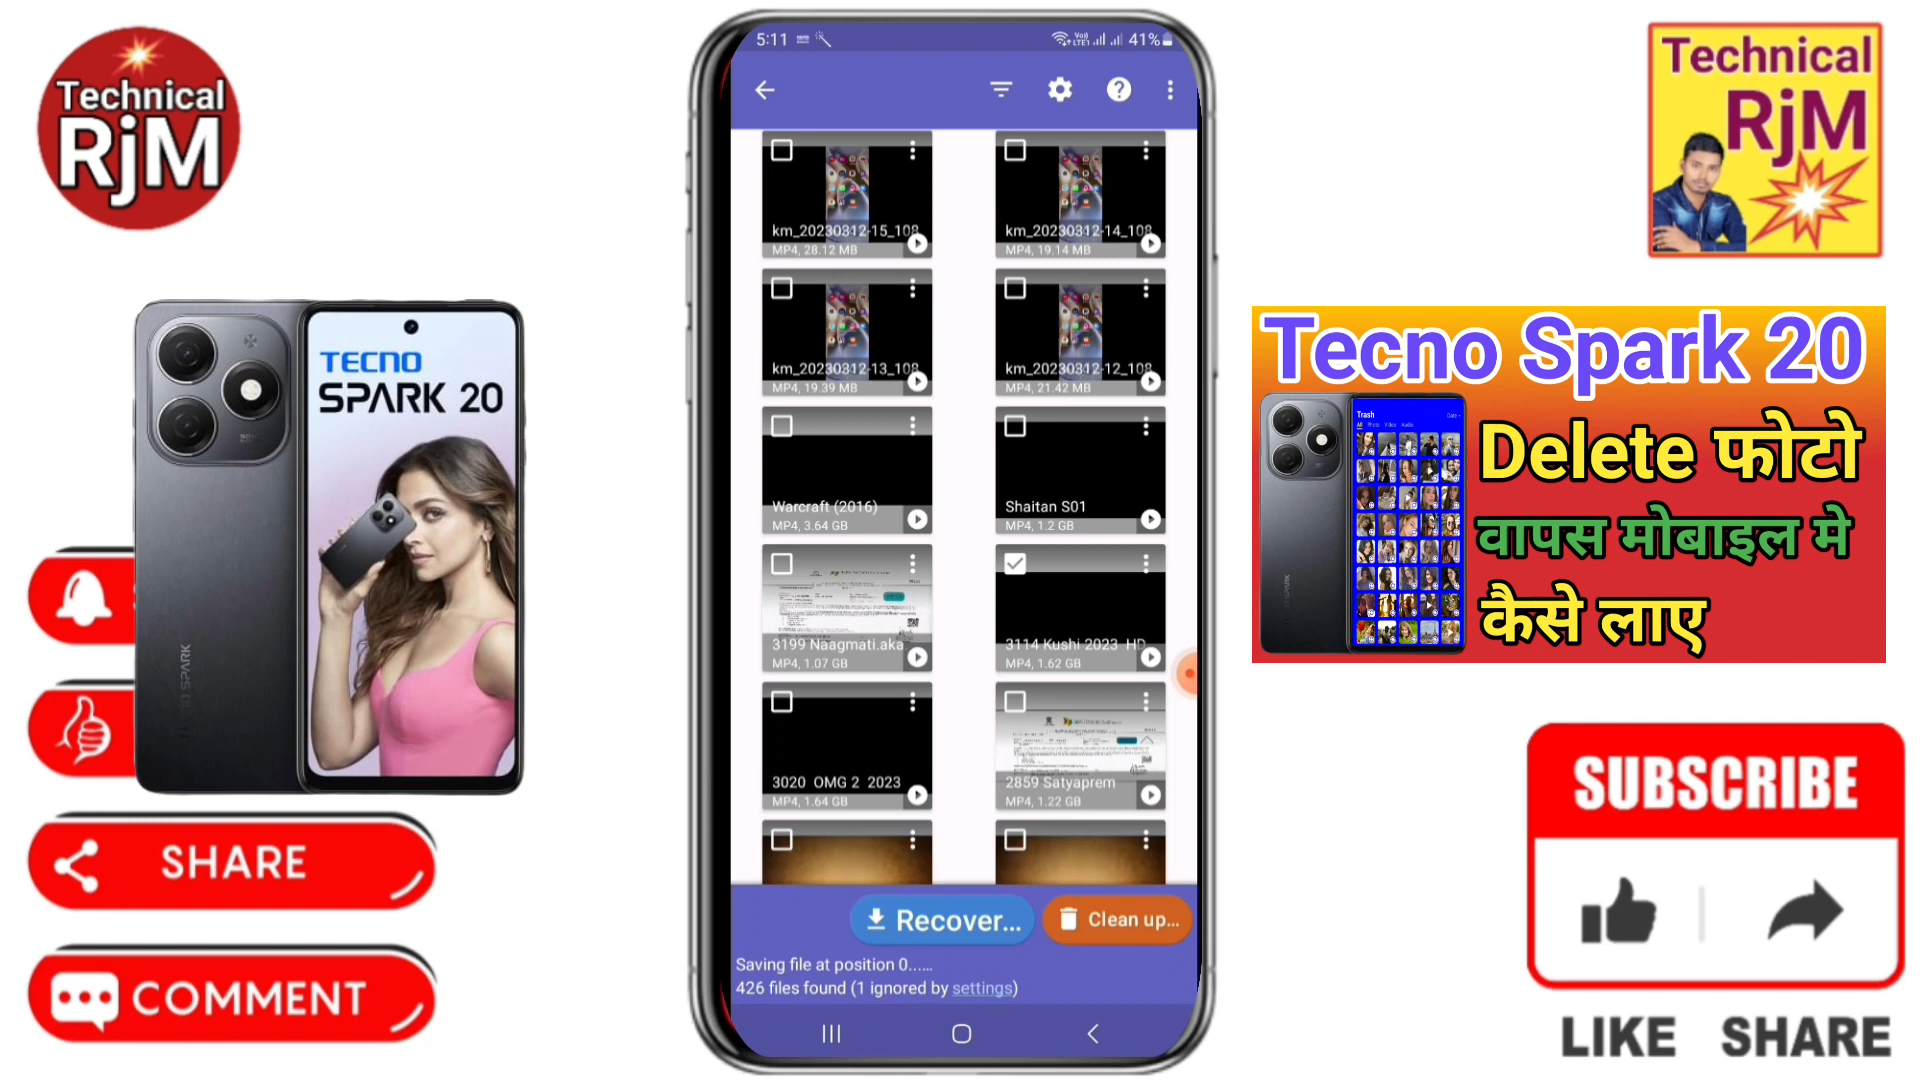 Technical
RjM
TECNO
SPARK 20
SHARE
COMMENT
5:11
41%
km_20230312-15_108
MP4, 28.12 MB
km_20230312-14_108
MP4, 19.14 MB
km_20230312-13_108
MP4, 19.39 MB
km_20230312-12_108
MP4, 21.42 MB
Warcraft (2016)
MP4, 3.64 GB
Shaitan S01
MP4, 1.2 GB
3199 Naagmati.aka.
MP4, 1.07 GB
3114 Kushi 2023 HD
MP4, 1.62 GB
3020 OMG 2 2023
MP4, 1.64 GB
2859 Satyaprem
MP4, 1.22 GB
Recover...
Clean up...
Saving file at position 0......
426 files found (1 ignored by settings)
Technical
RjM
Tecno Spark 20
Trash
Delete फोटो
वापस मोबाइल मे
कैसे लाए
SUBSCRIBE
LIKE SHARE